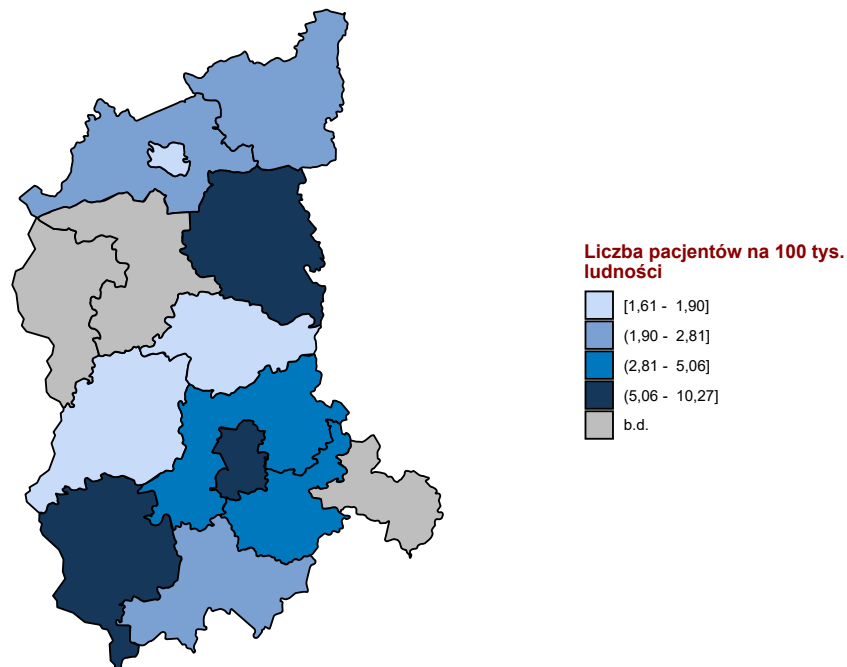 Liczba pacjentów na 100 tys.
ludności
[1,61 - 1,90]
(1,90 - 2,81]
(2,81 - 5,06]
(5,06 - 10,27]
b.d.